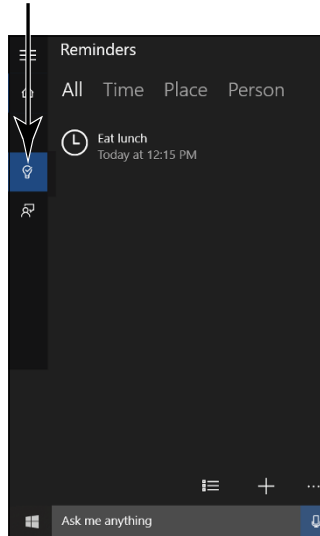 Reminders
All Time Place Person
Eat lunch
Today at 12:15 PM
Ask me anything